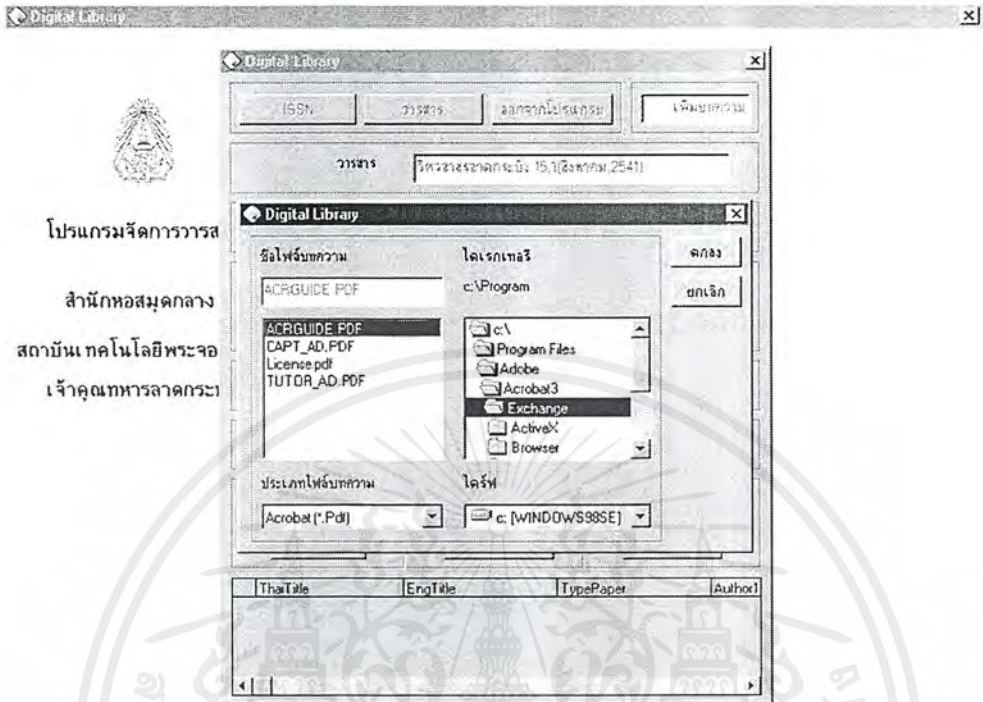 Digital Library
Digital Library
ISSN วารสาร ออกจากโปรแกรม เพิ่มบทความ
วารสาร วิศวสารลาดกระบัง 15,1(สิงหาคม,2541)
Digital Library
โปรแกรมจัดการวารส
สำนักหอสมุดกลาง
สถาบันเทคโนโลยีพระจอ
เจ้าคุณทหารลาดกระบ
ชื่อไฟล์บทความ ไดเรกเทอรี ตกลง
ACRGUIDE.PDF c:\Program ยกเลิก
ACRGUIDE.PDF c:\
CAPT_AD.PDF Program Files
License.pdf Adobe
TUTOR_AD.PDF Acrobat3
Exchange
ActiveX
Browser
ประเภทไฟล์บทความ ไดร์ฟ
Acrobat (*.Pdf) c: [WINDOWS98SE]
ThaiTitle EngTitle TypePaper Author1